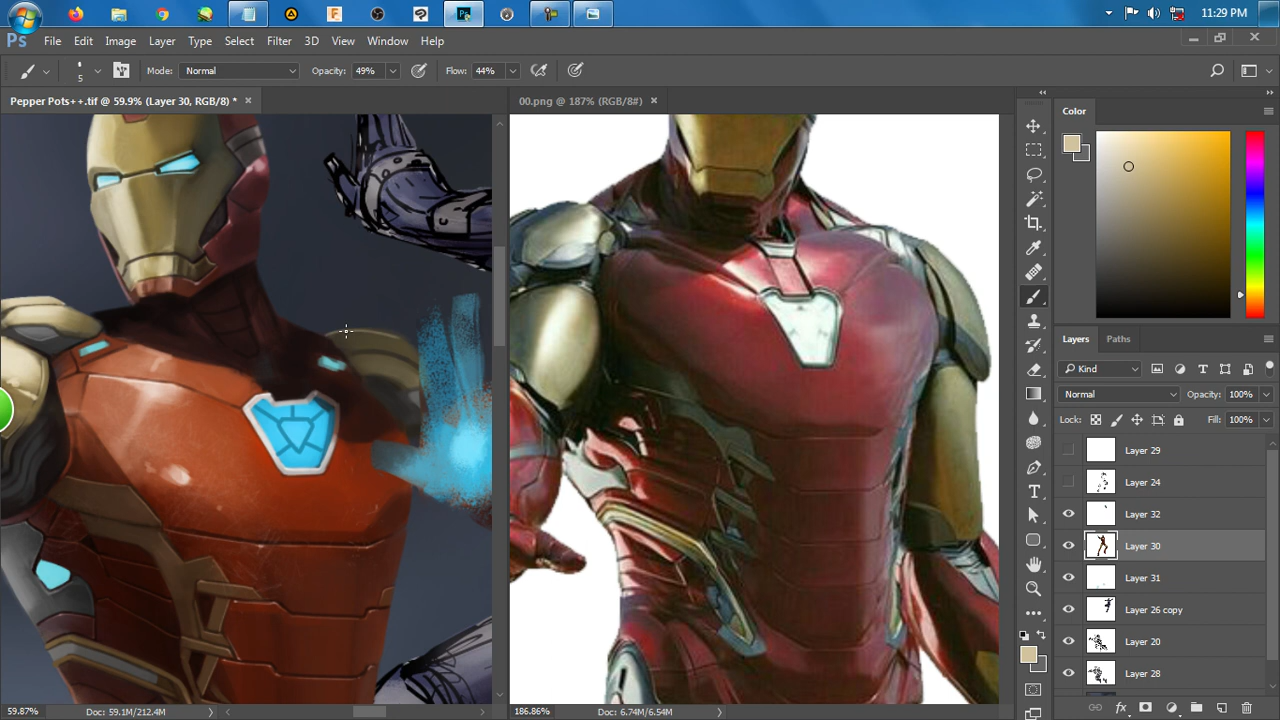 11:29 PM
Ps File Edit Image Layer Type Select Filter 3D View Window Help
5 Mode: Normal Opacity: 49% Flow: 44%
Pepper Pots++.tif @ 59.9% (Layer 30, RGB/8) * ×
00.png @ 187% (RGB/8#) ×
Color
Layers Paths
Kind
Normal Opacity: 100%
Lock: Fill: 100%
Layer 29
Layer 24
Layer 32
Layer 30
Layer 31
Layer 26 copy
Layer 20
Layer 28
59.87% Doc: 59.1M/212.4M
186.86% Doc: 6.74M/6.54M